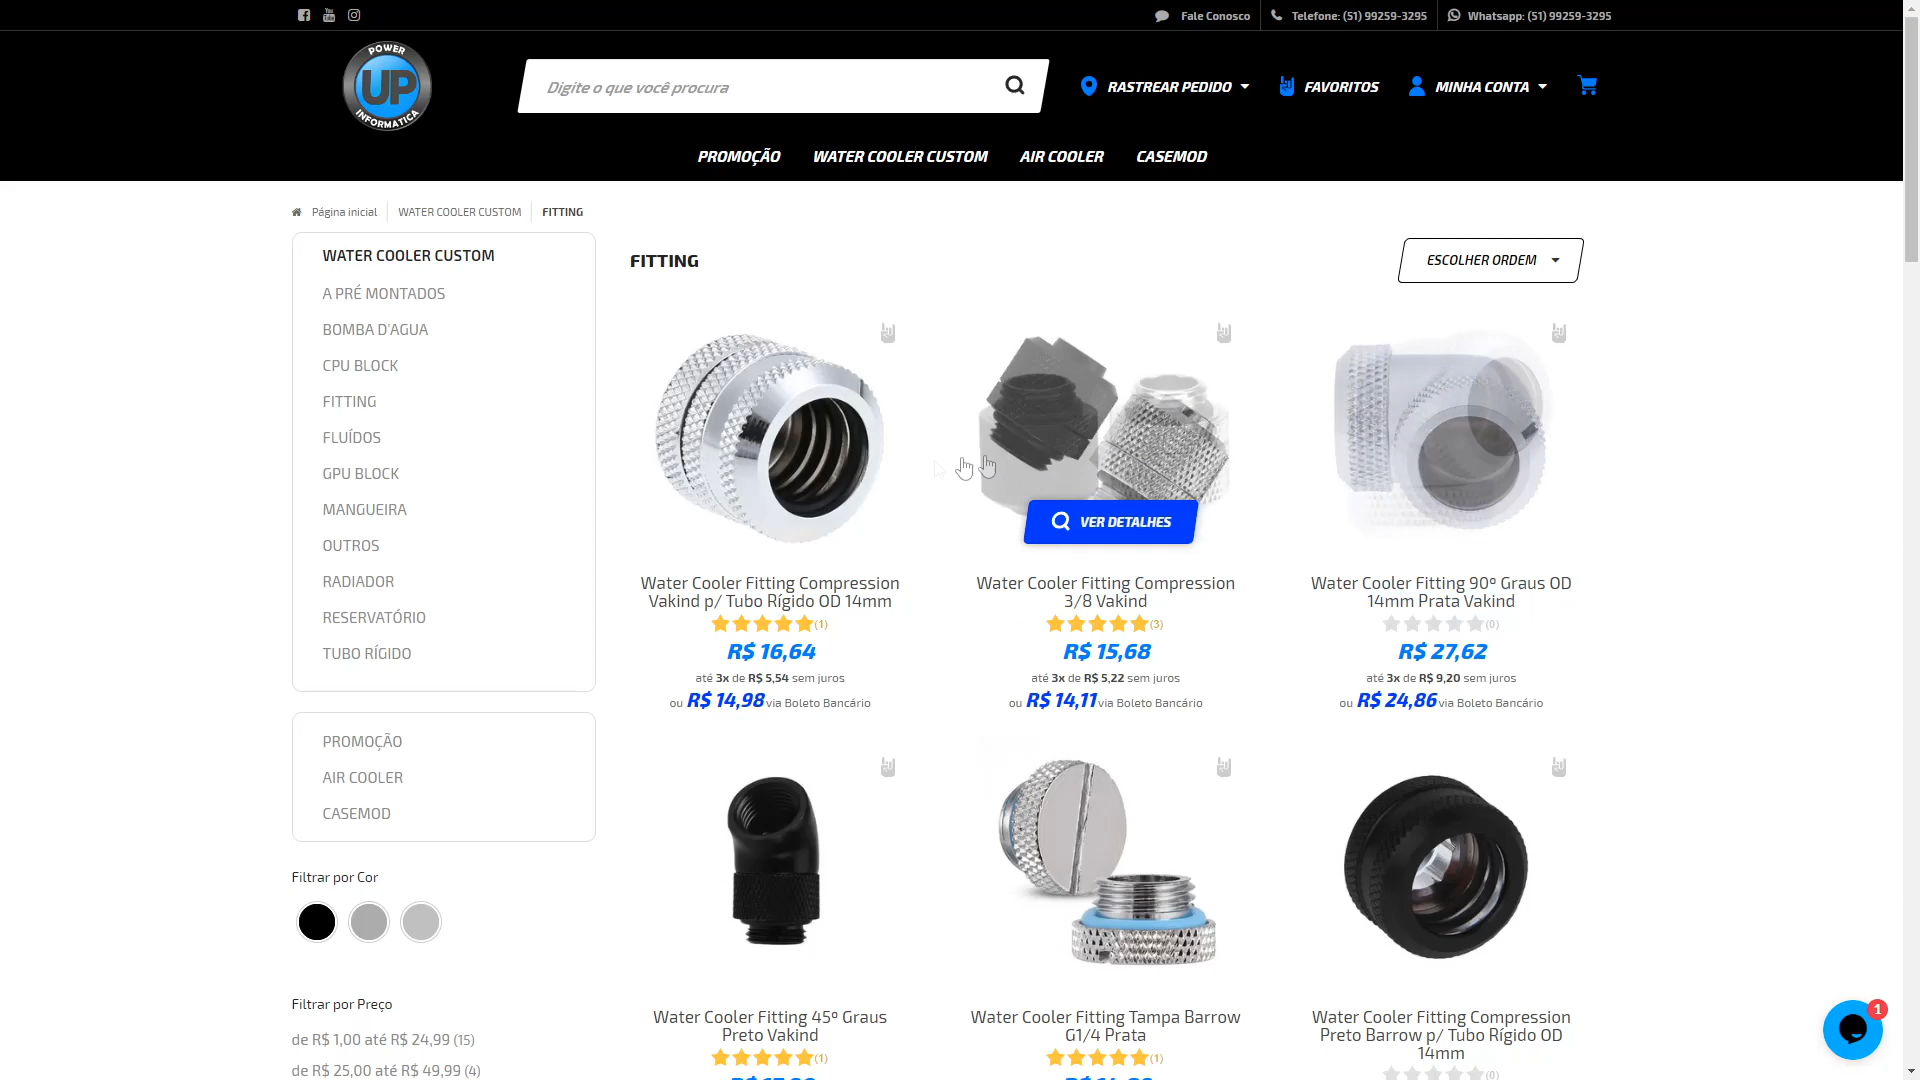 Fale Conosco
Telefone: (51) 99259-3295
Whatsapp: (51) 99259-3295
POWER
UP
INFORMÁTICA
Digite o que você procura
RASTREAR PEDIDO
FAVORITOS
MINHA CONTA
PROMOÇÃO
WATER COOLER CUSTOM
AIR COOLER
CASEMOD
Página inicial
WATER COOLER CUSTOM
FITTING
WATER COOLER CUSTOM
A PRÉ MONTADOS
BOMBA D'AGUA
CPU BLOCK
FITTING
FLUÍDOS
GPU BLOCK
MANGUEIRA
OUTROS
RADIADOR
RESERVATÓRIO
TUBO RÍGIDO
PROMOÇÃO
AIR COOLER
CASEMOD
Filtrar por Cor
Filtrar por Preço
de R$ 1,00 até R$ 24,99 (15)
de R$ 25,00 até R$ 49,99 (4)
FITTING
ESCOLHER ORDEM
Water Cooler Fitting Compression
Vakind p/ Tubo Rígido OD 14mm
(1)
R$ 16,64
até 3x de R$ 5,54 sem juros
ou R$ 14,98 via Boleto Bancário
VER DETALHES
Water Cooler Fitting Compression
3/8 Vakind
(3)
R$ 15,68
até 3x de R$ 5,22 sem juros
ou R$ 14,11 via Boleto Bancário
Water Cooler Fitting 90º Graus OD
14mm Prata Vakind
(0)
R$ 27,62
até 3x de R$ 9,20 sem juros
ou R$ 24,86 via Boleto Bancário
Water Cooler Fitting 45º Graus
Preto Vakind
(1)
Water Cooler Fitting Tampa Barrow
G1/4 Prata
(1)
Water Cooler Fitting Compression
Preto Barrow p/ Tubo Rígido OD
14mm
(0)
1